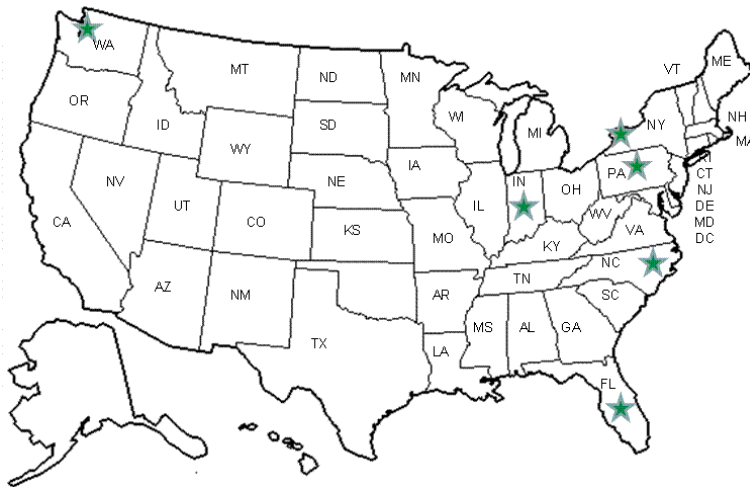 WA
MT
ND
MN
VT
ME
OR
ID
SD
WI
MI
NY
NH
MA
WY
RI
CT
NJ
DE
MD
DC
NV
UT
CO
NE
IA
IL
IN
OH
PA
WV
VA
CA
KS
MO
KY
NC
AZ
NM
AR
TN
SC
TX
LA
MS
AL
GA
FL